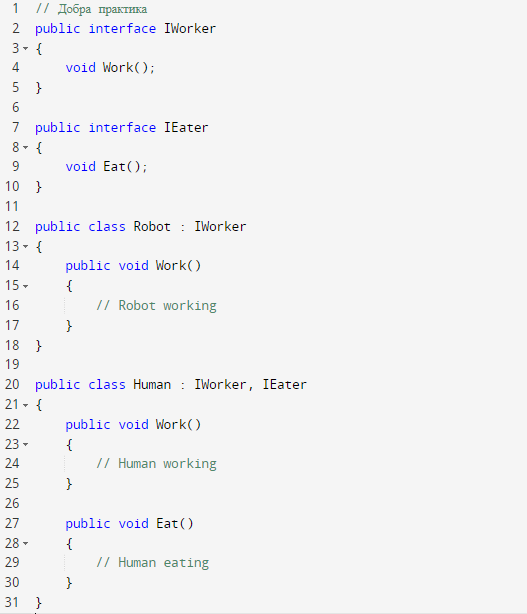 1 // Добра практика
2 public interface IWorker
3 {
4 void Work();
5 }
6
7 public interface IEater
8 {
9 void Eat();
10 }
11
12 public class Robot : IWorker
13 {
14 public void Work()
15 {
16 // Robot working
17 }
18 }
19
20 public class Human : IWorker, IEater
21 {
22 public void Work()
23 {
24 // Human working
25 }
26
27 public void Eat()
28 {
29 // Human eating
30 }
31 }